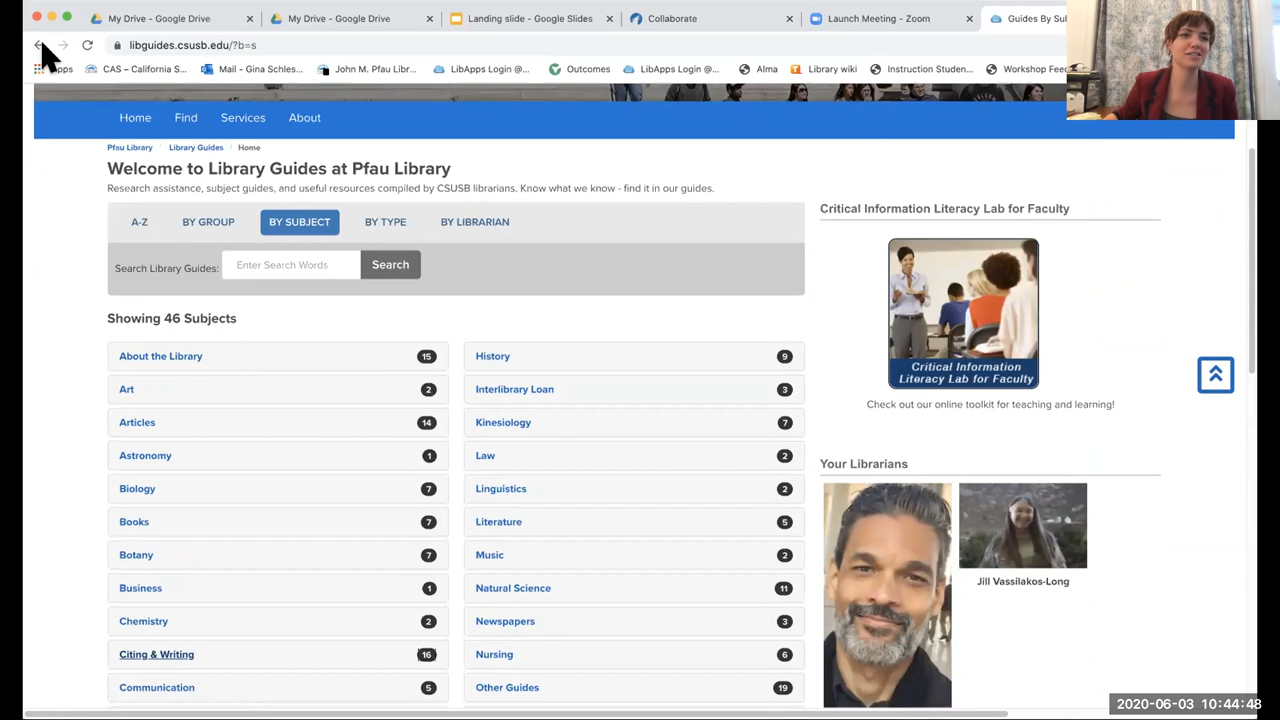 My Drive - Google Drive
My Drive - Google Drive
Landing slide - Google Slides
Collaborate
Launch Meeting - Zoom
Guides By Su
libguides.csusb.edu/?b=s
Apps
CAS – California S...
Mail - Gina Schles...
John M. Pfau Libr...
LibApps Login @...
Outcomes
LibApps Login @...
Alma
Library wiki
Instruction Studen...
Workshop Feed
Home Find Services About
Pfau Library / Library Guides / Home
Welcome to Library Guides at Pfau Library
Research assistance, subject guides, and useful resources compiled by CSUSB librarians. Know what we know - find it in our guides.
A-Z BY GROUP BY SUBJECT BY TYPE BY LIBRARIAN
Search Library Guides: Enter Search Words Search
Showing 46 Subjects
About the Library 15
Art 2
Articles 14
Astronomy 1
Biology 7
Books 7
Botany 7
Business 1
Chemistry 2
Citing & Writing 16
Communication 5
History 9
Interlibrary Loan 3
Kinesiology 7
Law 2
Linguistics 2
Literature 5
Music 2
Natural Science 11
Newspapers 3
Nursing 6
Other Guides 19
Critical Information Literacy Lab for Faculty
Critical Information
Literacy Lab for Faculty
Check out our online toolkit for teaching and learning!
Your Librarians
Jill Vassilakos-Long
2020-06-03 10:44:48